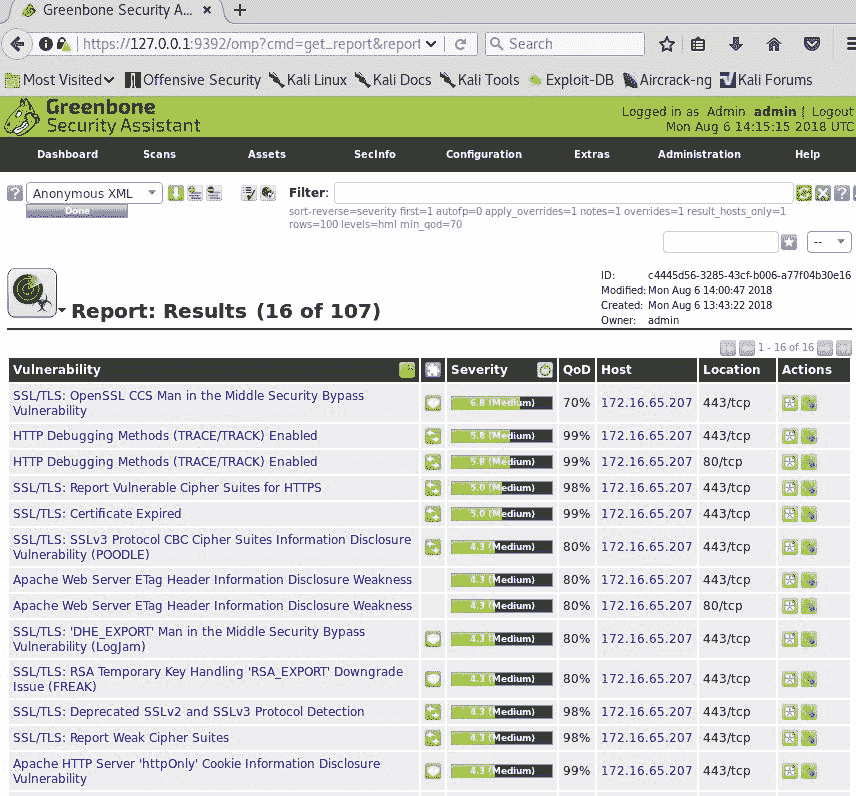 Greenbone Security A...
https://127.0.0.1:9392/omp?cmd=get_report&report
Search
Most Visited
Offensive Security
Kali Linux
Kali Docs
Kali Tools
Exploit-DB
Aircrack-ng
Kali Forums
Greenbone
Security Assistant
Logged in as Admin admin | Logout
Mon Aug 6 14:15:15 2018 UTC
Dashboard Scans Assets SecInfo Configuration Extras Administration Help
Anonymous XML
Done
Filter:
sort-reverse=severity first=1 autofp=0 apply_overrides=1 notes=1 overrides=1 result_hosts_only=1
rows=100 levels=hml min_qod=70
--
Report: Results (16 of 107)
ID: c4445d56-3285-43cf-b006-a77f04b30e16
Modified: Mon Aug 6 14:00:47 2018
Created: Mon Aug 6 13:43:22 2018
Owner: admin
1 - 16 of 16
Vulnerability Severity QoD Host Location Actions
SSL/TLS: OpenSSL CCS Man in the Middle Security Bypass
Vulnerability
6.8 (Medium) 70% 172.16.65.207 443/tcp
HTTP Debugging Methods (TRACE/TRACK) Enabled 5.8 (Medium) 99% 172.16.65.207 443/tcp
HTTP Debugging Methods (TRACE/TRACK) Enabled 5.8 (Medium) 99% 172.16.65.207 80/tcp
SSL/TLS: Report Vulnerable Cipher Suites for HTTPS 5.0 (Medium) 98% 172.16.65.207 443/tcp
SSL/TLS: Certificate Expired 5.0 (Medium) 99% 172.16.65.207 443/tcp
SSL/TLS: SSLv3 Protocol CBC Cipher Suites Information Disclosure
Vulnerability (POODLE)
4.3 (Medium) 80% 172.16.65.207 443/tcp
Apache Web Server ETag Header Information Disclosure Weakness 4.3 (Medium) 80% 172.16.65.207 443/tcp
Apache Web Server ETag Header Information Disclosure Weakness 4.3 (Medium) 80% 172.16.65.207 80/tcp
SSL/TLS: 'DHE_EXPORT' Man in the Middle Security Bypass
Vulnerability (LogJam)
4.3 (Medium) 80% 172.16.65.207 443/tcp
SSL/TLS: RSA Temporary Key Handling 'RSA_EXPORT' Downgrade
Issue (FREAK)
4.3 (Medium) 80% 172.16.65.207 443/tcp
SSL/TLS: Deprecated SSLv2 and SSLv3 Protocol Detection 4.3 (Medium) 98% 172.16.65.207 443/tcp
SSL/TLS: Report Weak Cipher Suites 4.3 (Medium) 98% 172.16.65.207 443/tcp
Apache HTTP Server 'httpOnly' Cookie Information Disclosure
Vulnerability
4.3 (Medium) 99% 172.16.65.207 443/tcp